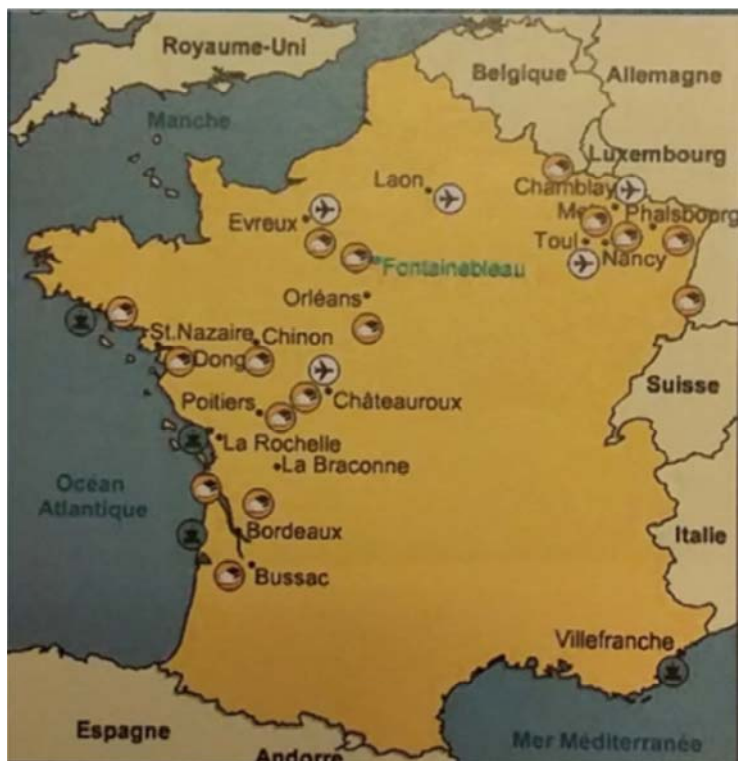 Royaume-Uni
Belgique
Allemagne
Manche
Luxembourg
Laon
Chamblay
Evreux
Phalsbourg
Toul
Nancy
Fontainebleau
Orléans
St.Nazaire
Chinon
Dong
Suisse
Poitiers
Châteauroux
La Rochelle
La Braconne
Océan
Atlantique
Bordeaux
Italie
Bussac
Villefranche
Espagne
Andorre
Mer Méditerranée